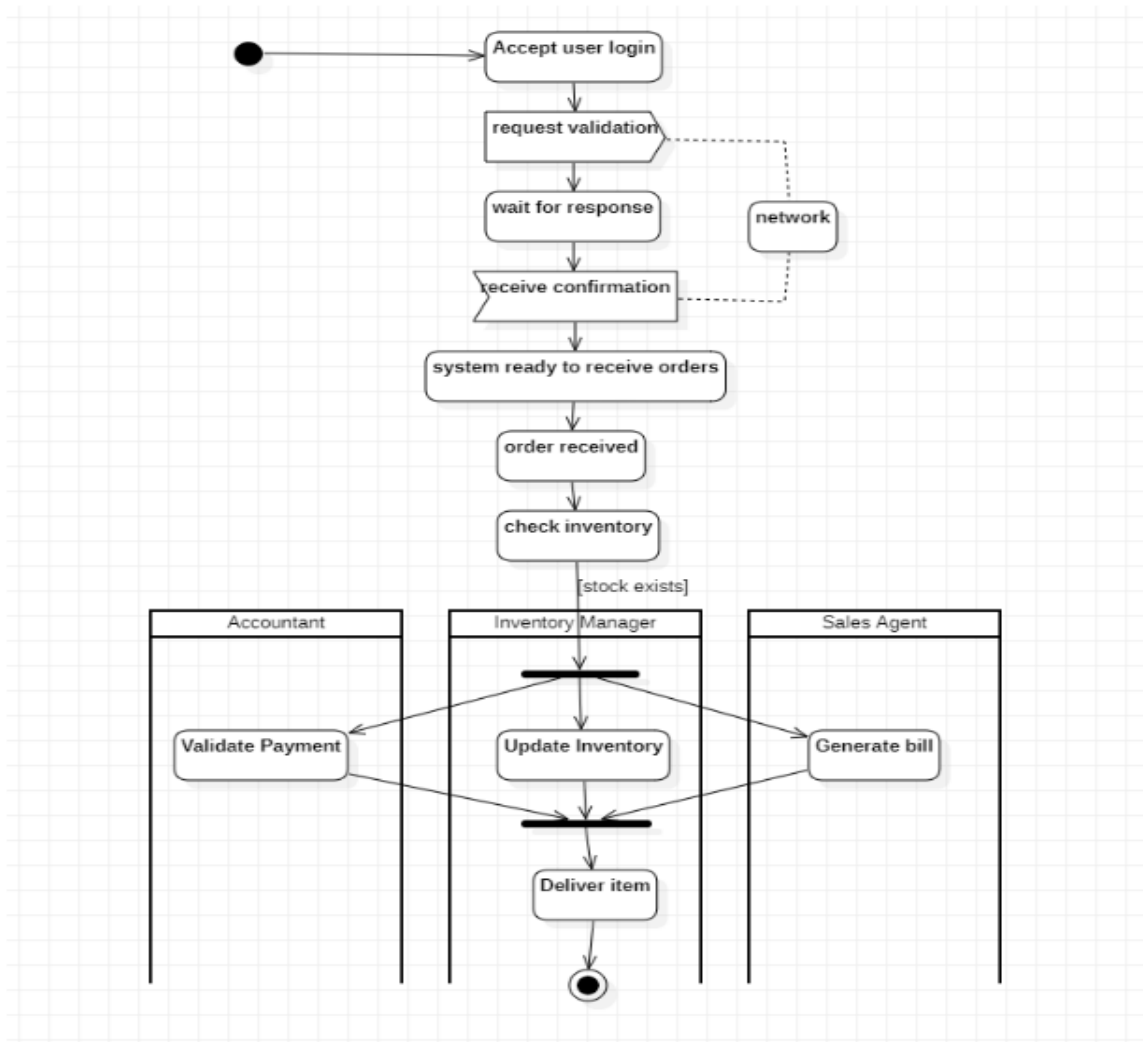 Accept user login
request validation
wait for response
network
receive confirmation
system ready to receive orders
order received
check inventory
[stock exists]
Accountant
Inventory Manager
Sales Agent
Validate Payment
Update Inventory
Generate bill
Deliver item